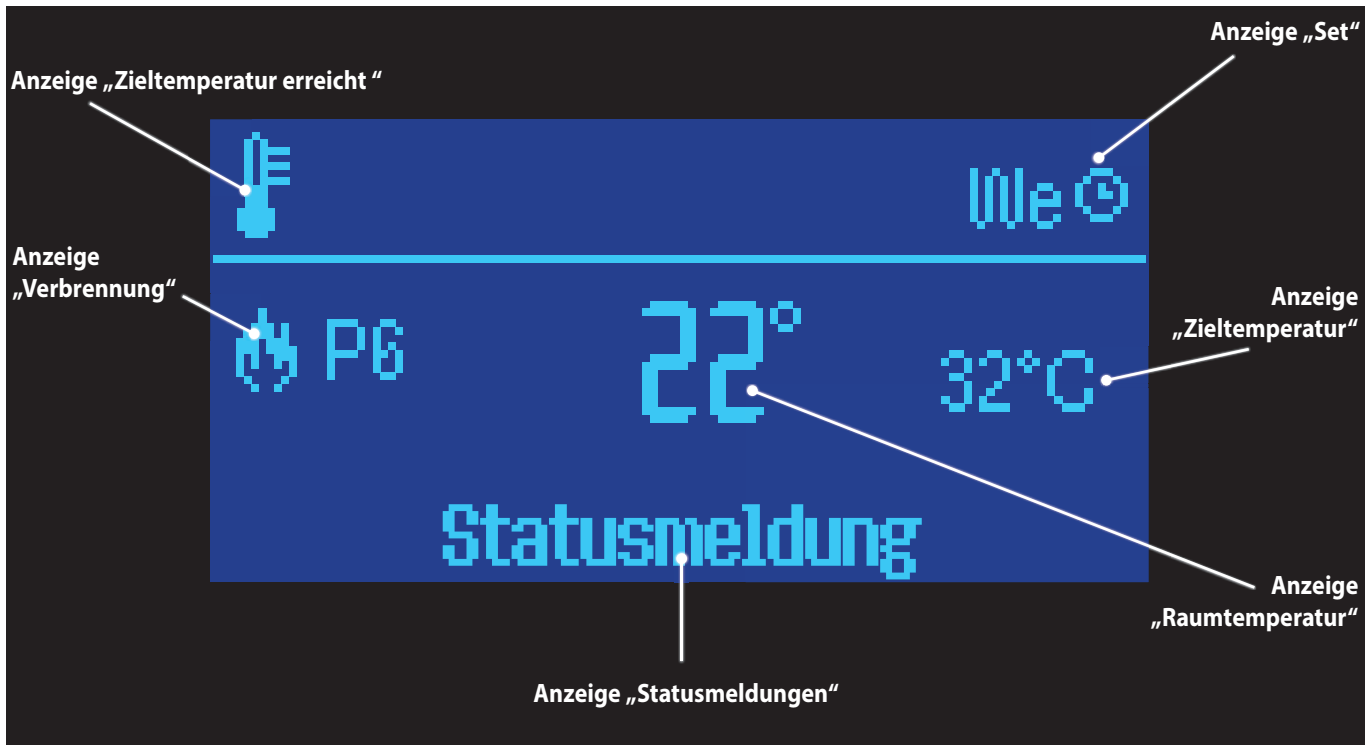 Anzeige „Set“
Anzeige „Zieltemperatur erreicht “
We
Anzeige
„Verbrennung“
P6
22°
Anzeige
„Zieltemperatur“
32°C
Statusmeldung
Anzeige
„Raumtemperatur“
Anzeige „Statusmeldungen“